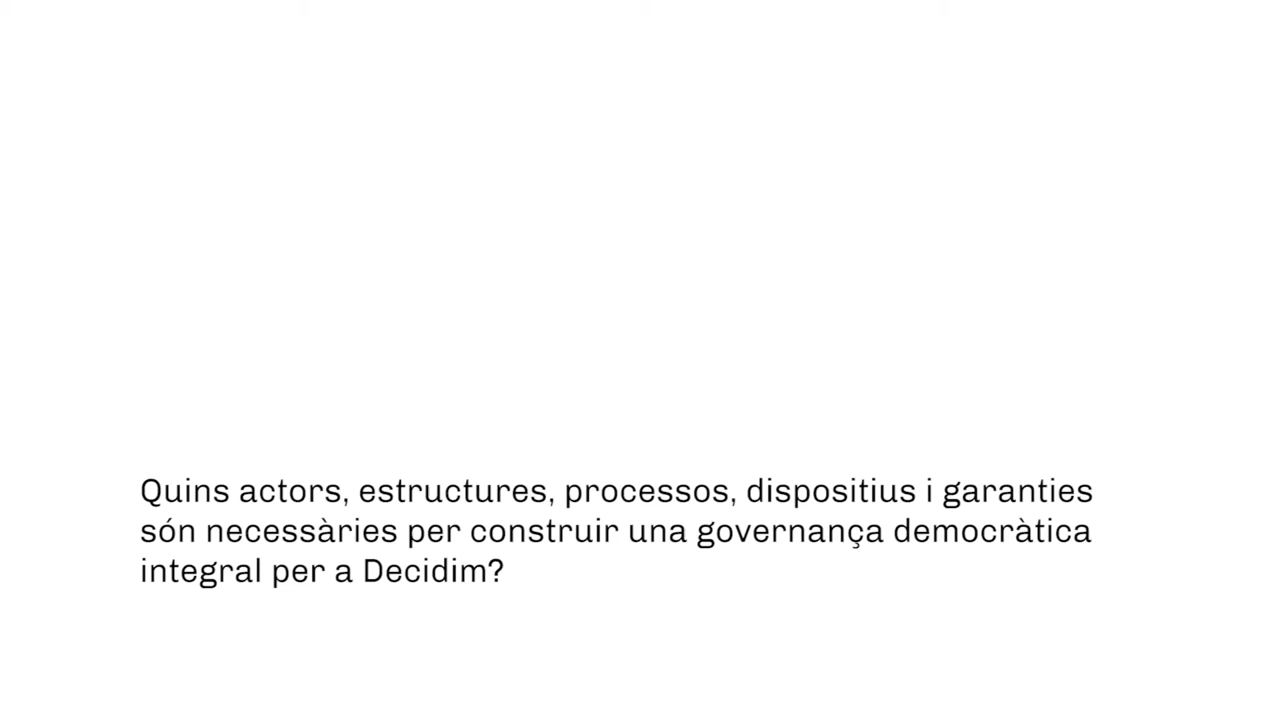 Quins actors, estructures, processos, dispositius i garanties
són necessàries per construir una governança democràtica
integral per a Decidim?